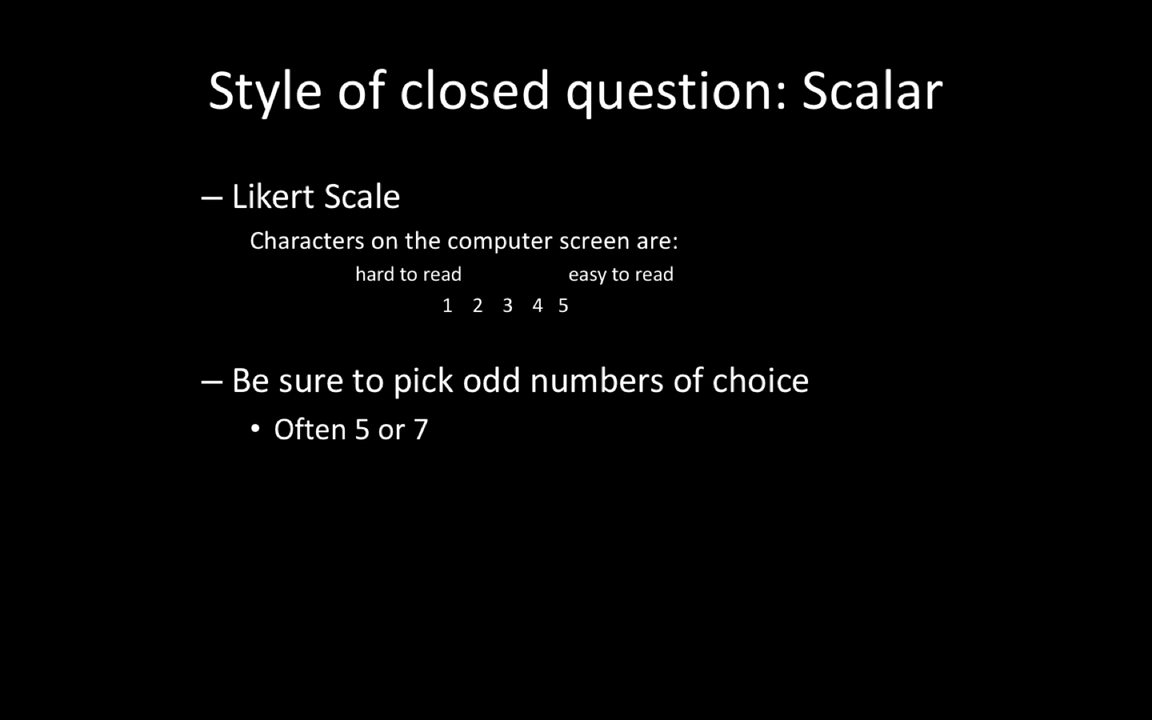 Style of closed question: Scalar
– Likert Scale
Characters on the computer screen are:
hard to read easy to read
1 2 3 4 5
– Be sure to pick odd numbers of choice
• Often 5 or 7